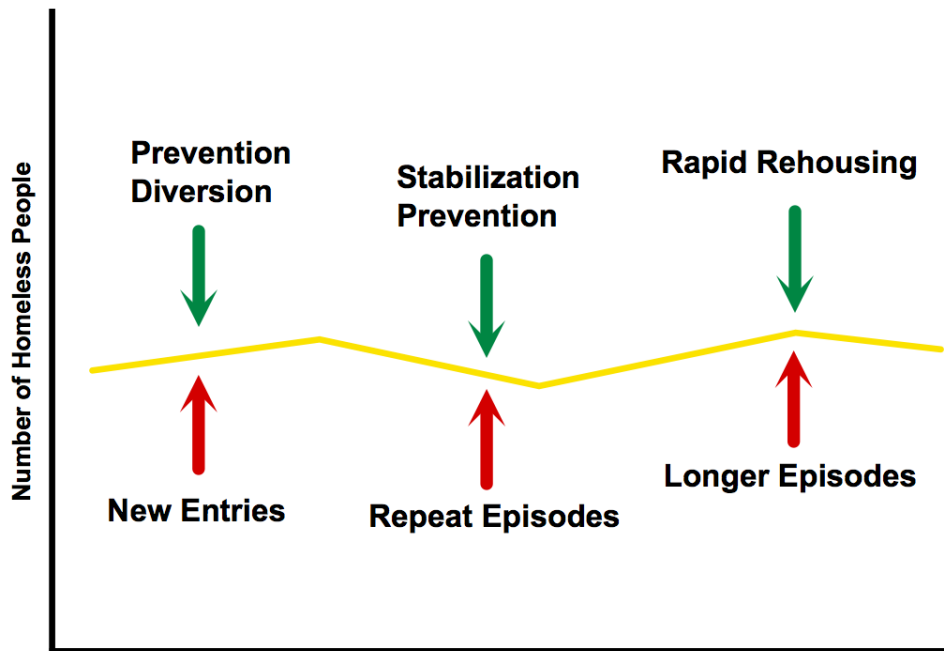 Number of Homeless People
Prevention
Diversion
Stabilization
Prevention
Rapid Rehousing
New Entries
Repeat Episodes
Longer Episodes